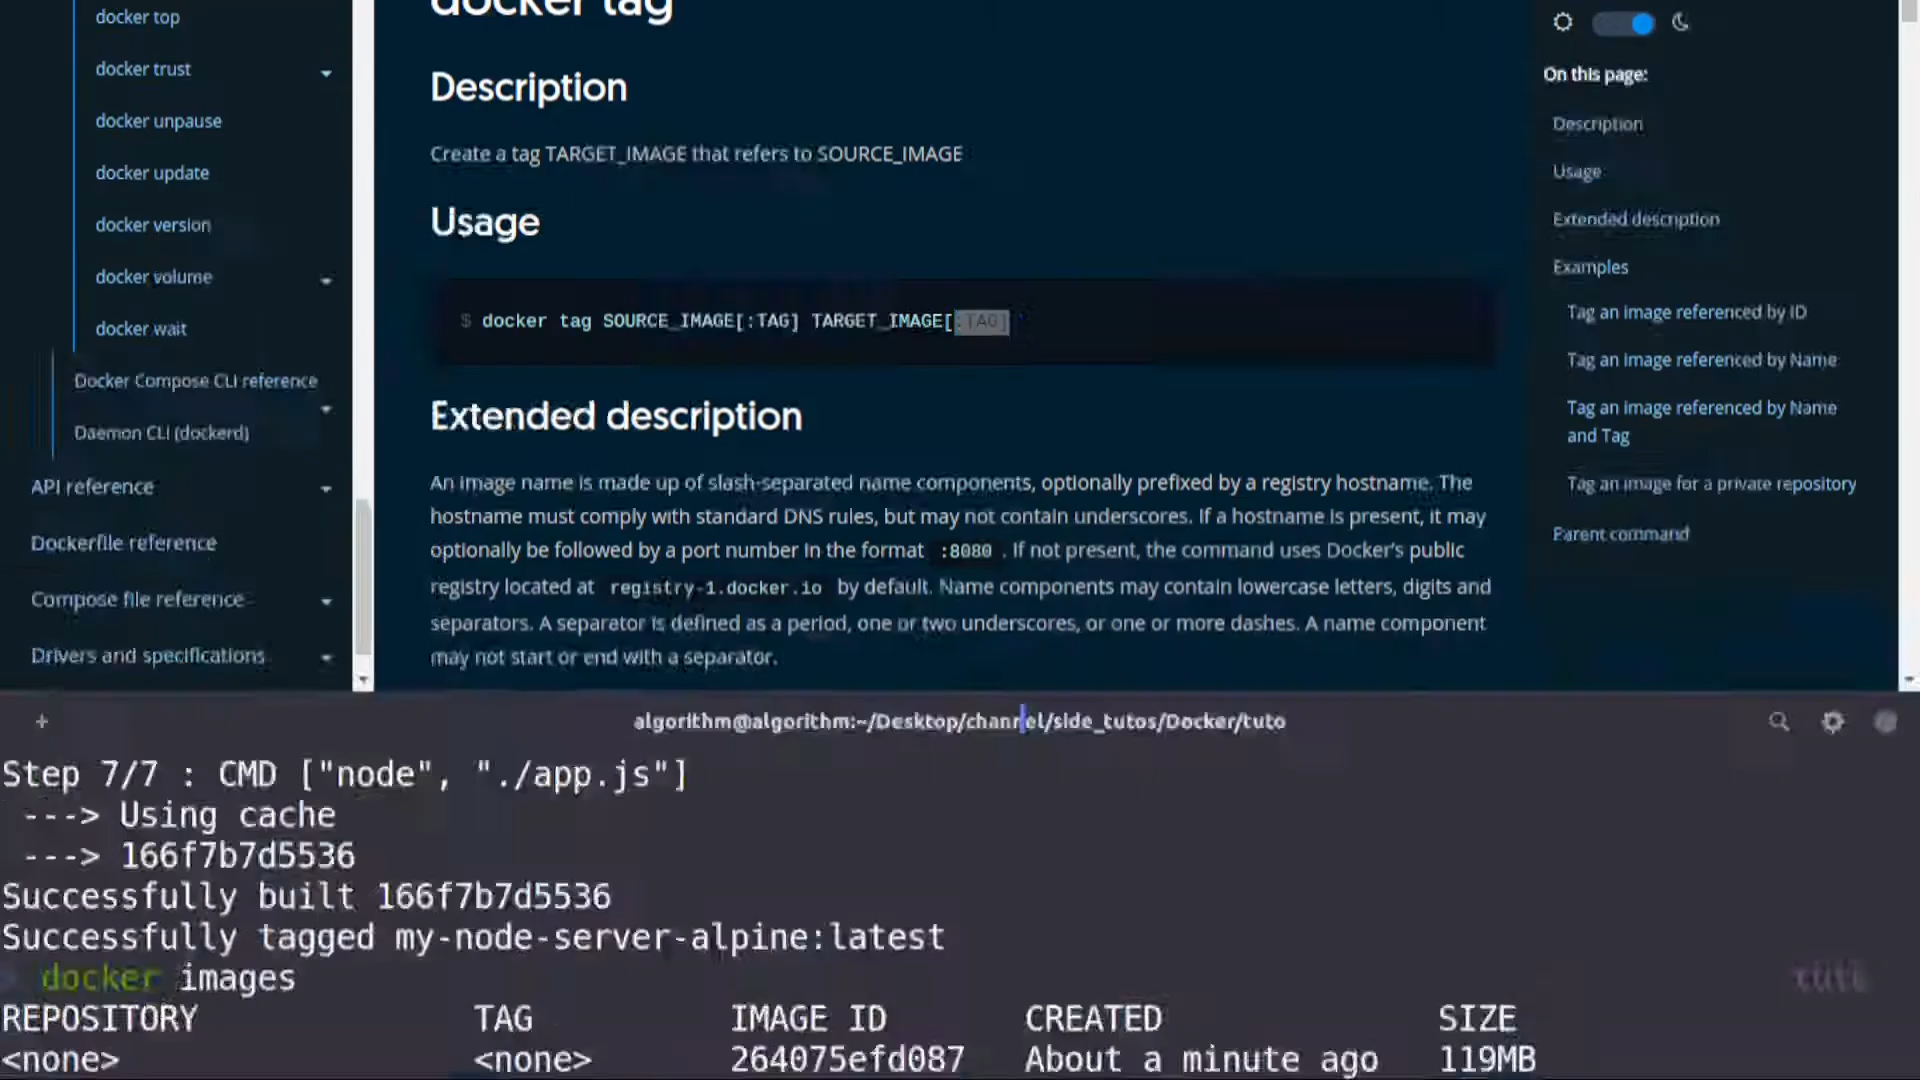 docker top
docker trust
docker unpause
docker update
docker version
docker volume
docker wait
Docker Compose CLI reference
Daemon CLI (dockerd)
API reference
Dockerfile reference
Compose file reference
Drivers and specifications
docker tag
Description
Create a tag TARGET_IMAGE that refers to SOURCE_IMAGE
Usage
$ docker tag SOURCE_IMAGE[:TAG] TARGET_IMAGE[:TAG]
Extended description
An image name is made up of slash-separated name components, optionally prefixed by a registry hostname. The
hostname must comply with standard DNS rules, but may not contain underscores. If a hostname is present, it may
optionally be followed by a port number in the format :8080 . If not present, the command uses Docker's public
registry located at registry-1.docker.io by default. Name components may contain lowercase letters, digits and
separators. A separator is defined as a period, one or two underscores, or one or more dashes. A name component
may not start or end with a separator.
On this page:
Description
Usage
Extended description
Examples
Tag an image referenced by ID
Tag an image referenced by Name
Tag an image referenced by Name
and Tag
Tag an image for a private repository
Parent command
algorithm@algorithm:~/Desktop/channel/side_tutos/Docker/tuto
Step 7/7 : CMD ["node", "./app.js"]
---> Using cache
---> 166f7b7d5536
Successfully built 166f7b7d5536
Successfully tagged my-node-server-alpine:latest
docker images
REPOSITORY TAG IMAGE ID CREATED SIZE
<none> <none> 264075efd087 About a minute ago 119MB